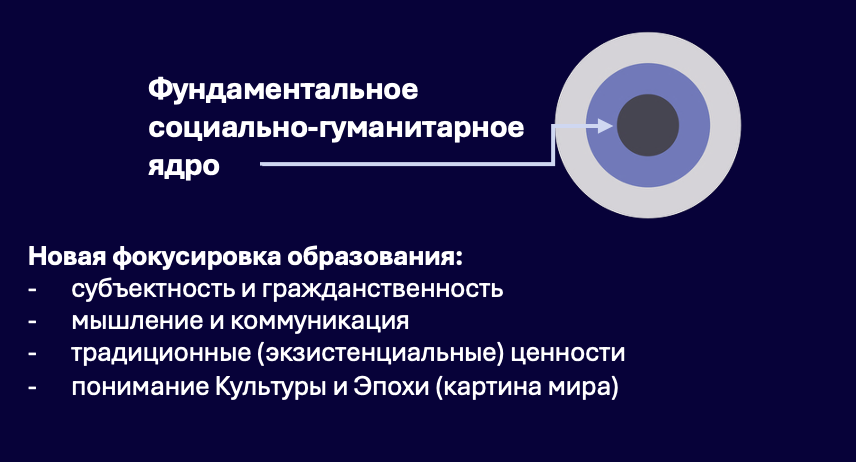 Фундаментальное
социально-гуманитарное
ядро
Новая фокусировка образования:
- субъектность и гражданственность
- мышление и коммуникация
- традиционные (экзистенциальные) ценности
- понимание Культуры и Эпохи (картина мира)